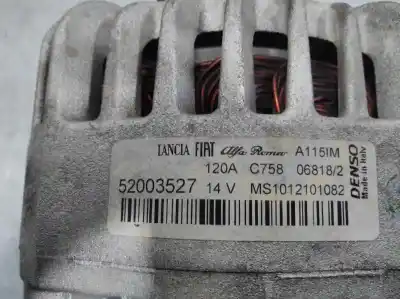 LANCIA FIAT Alfa Romeo A115IM
120A C758 06818/2
52003527 14 V MS1012101082
DENSO
Made in Italy